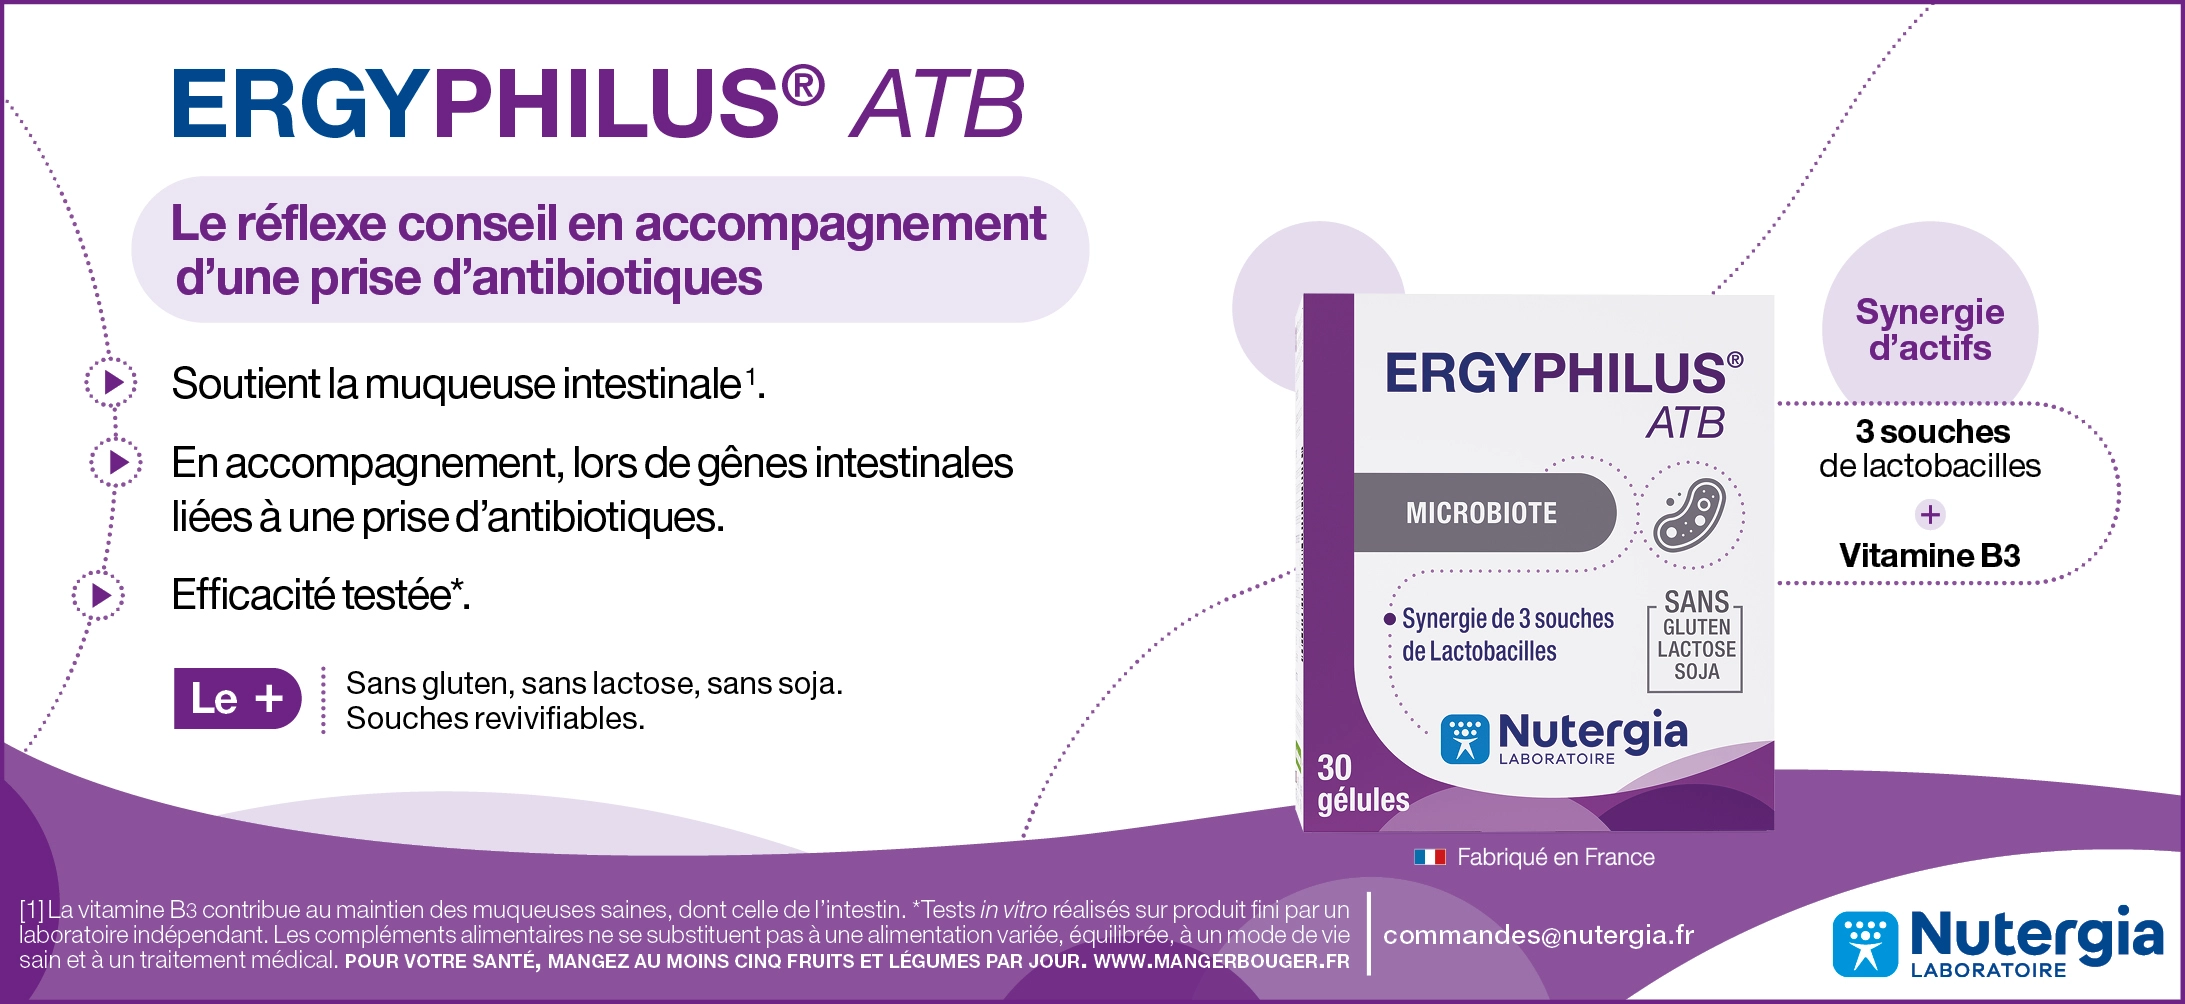 ERGYPHILUS® ATB
Le réflexe conseil en accompagnement
d’une prise d’antibiotiques
Soutient la muqueuse intestinale¹.
En accompagnement, lors de gênes intestinales
liées à une prise d’antibiotiques.
Efficacité testée*.
Le +
Sans gluten, sans lactose, sans soja.
Souches revivifiables.
ERGYPHILUS®
ATB
MICROBIOTE
Synergie de 3 souches
de Lactobacilles
SANS
GLUTEN
LACTOSE
SOJA
Nutergia
LABORATOIRE
30
gélules
Synergie
d’actifs
3 souches
de lactobacilles
+
Vitamine B3
Fabriqué en France
[1] La vitamine B3 contribue au maintien des muqueuses saines, dont celle de l’intestin. *Tests in vitro réalisés sur produit fini par un
laboratoire indépendant. Les compléments alimentaires ne se substituent pas à une alimentation variée, équilibrée, à un mode de vie
sain et à un traitement médical. POUR VOTRE SANTÉ, MANGEZ AU MOINS CINQ FRUITS ET LÉGUMES PAR JOUR. WWW.MANGERBOUGER.FR
commandes@nutergia.fr
Nutergia
LABORATOIRE